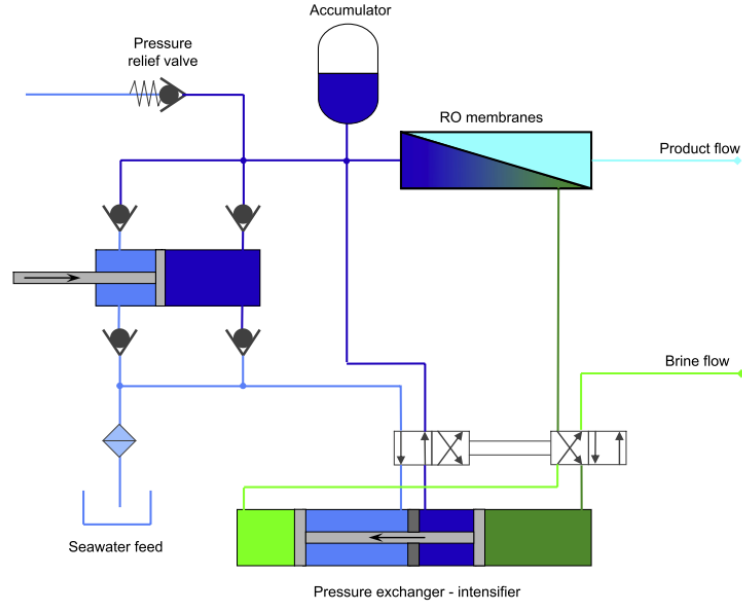 Accumulator
Pressure
relief valve
RO membranes
Product flow
Brine flow
Seawater feed
Pressure exchanger - intensifier